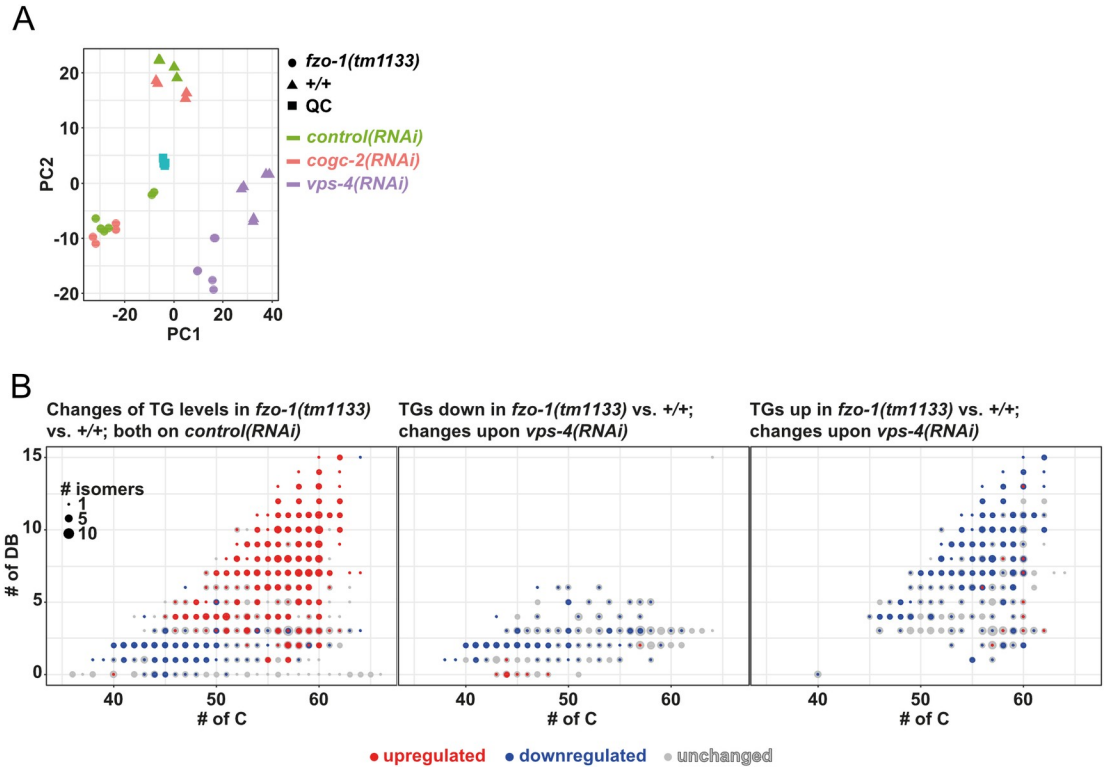 A
20
10
0
-10
-20
PC2
-20
0
20
40
PC1
fzo-1(tm1133)
+/+
QC
control(RNAi)
cogc-2(RNAi)
vps-4(RNAi)
B
Changes of TG levels in fzo-1(tm1133)
vs. +/+; both on control(RNAi)
TGs down in fzo-1(tm1133) vs. +/+;
changes upon vps-4(RNAi)
TGs up in fzo-1(tm1133) vs. +/+;
changes upon vps-4(RNAi)
15
10
5
0
# of DB
# isomers
1
5
10
40
50
60
# of C
40
50
60
# of C
40
50
60
# of C
upregulated
downregulated
unchanged